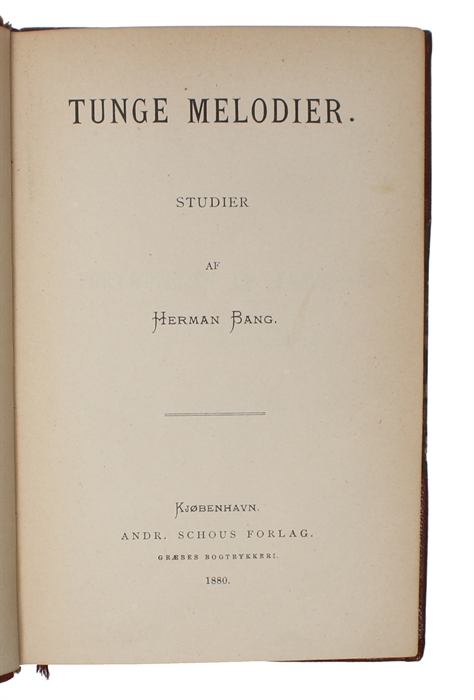 TUNGE MELODIER.
STUDIER
AF
HERMAN BANG.
KJØBENHAVN.
ANDR. SCHOUS FORLAG.
GRÆBES BOGTRYKKERI.
1880.